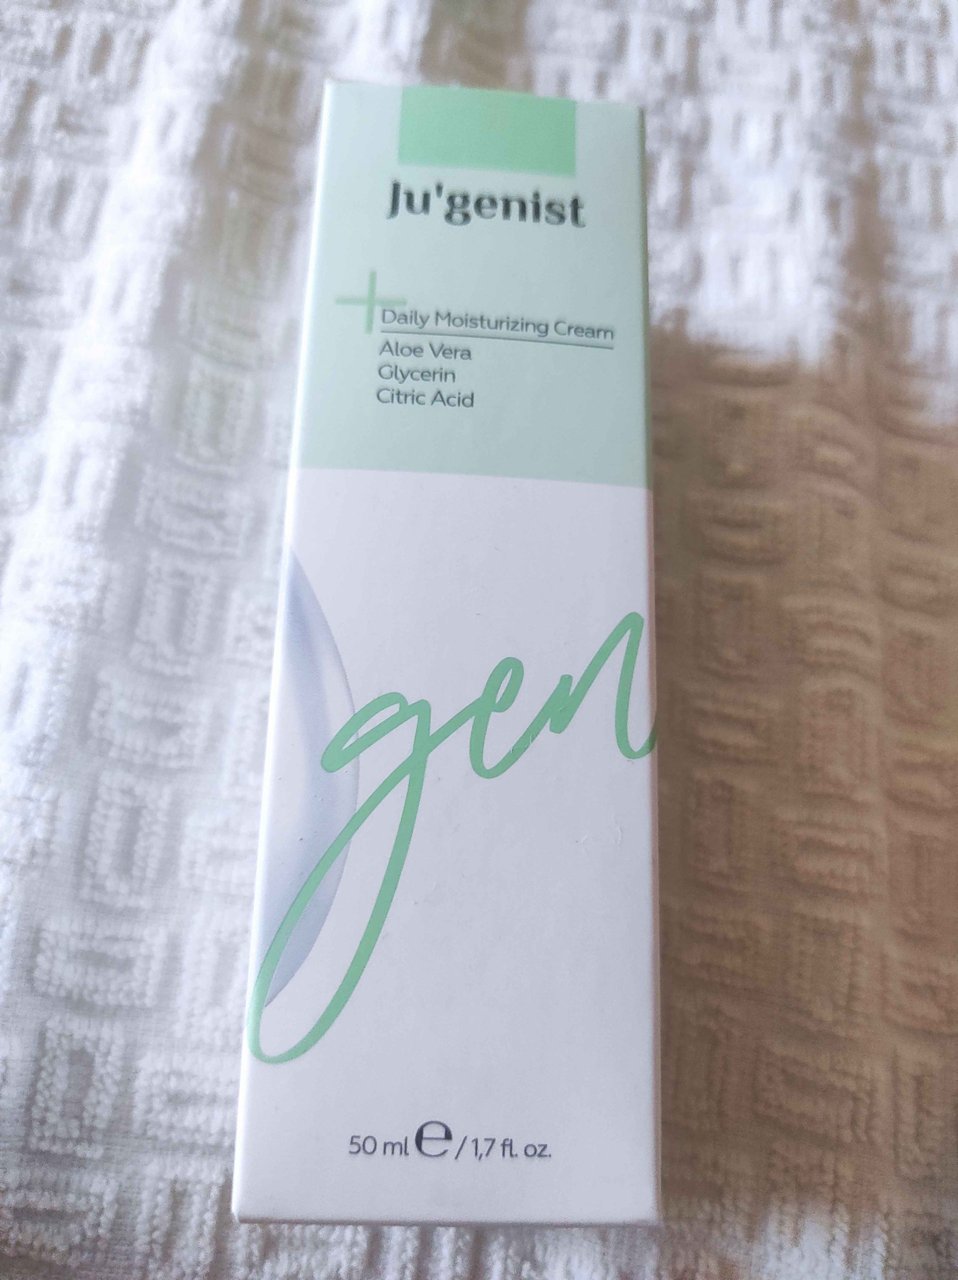 Ju'genist
Daily Moisturizing Cream
Aloe Vera
Glycerin
Citric Acid
gen
50 ml e / 1,7 fl. oz.